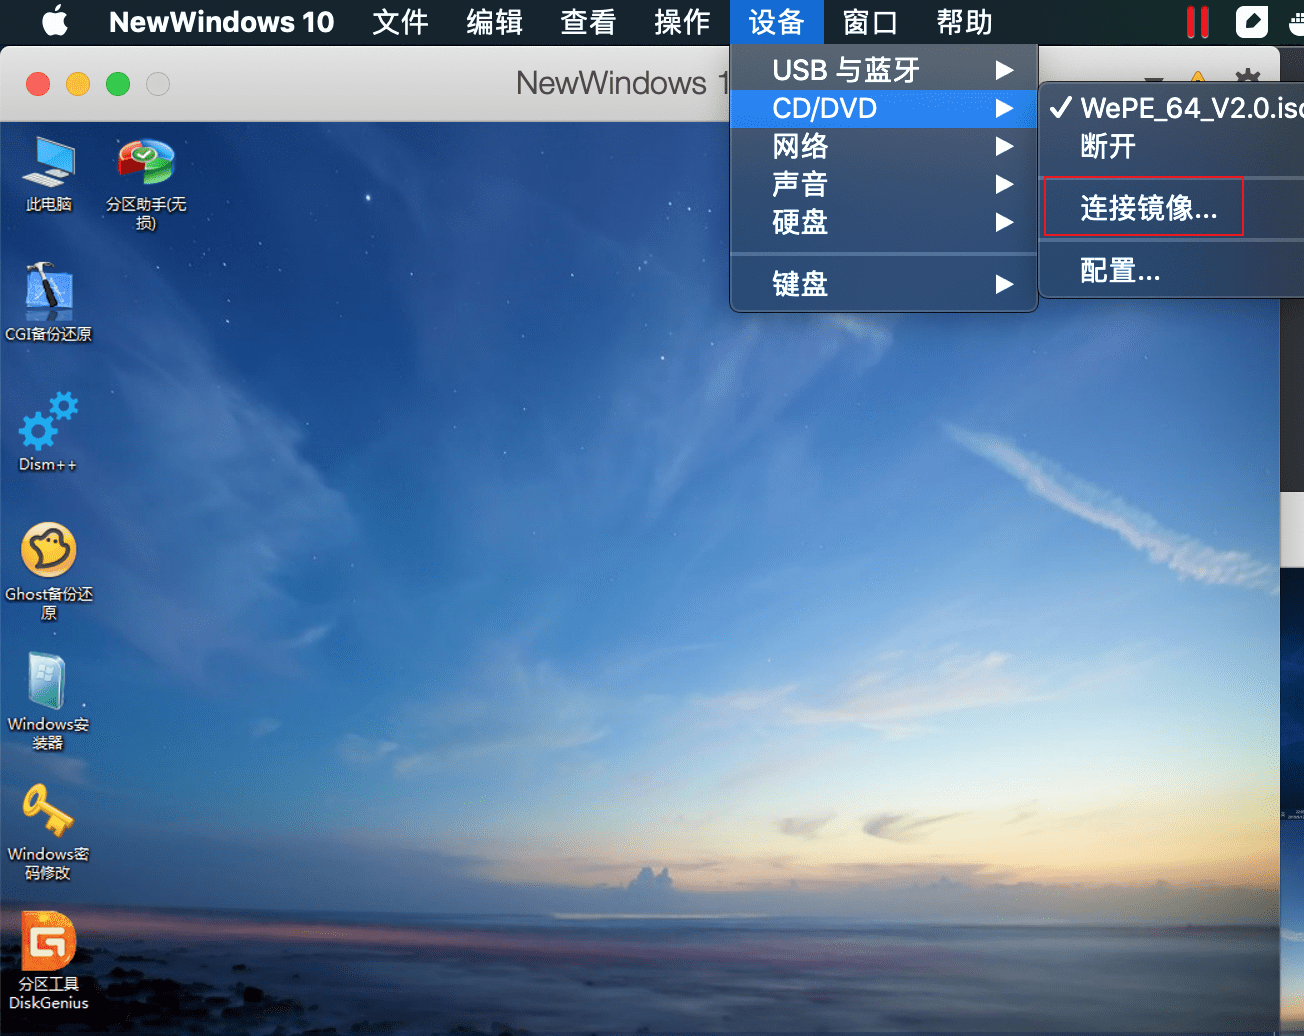 NewWindows 10 文件 编辑 查看 操作 设备 窗口 帮助
NewWindows 1
USB 与蓝牙
CD/DVD
网络
声音
硬盘
键盘
WePE_64_V2.0.iso
断开
连接镜像...
配置...
此电脑
分区助手(无
损)
CGI备份还原
Dism++
Ghost备份还
原
Windows安
装器
Windows密
码修改
分区工具
DiskGenius